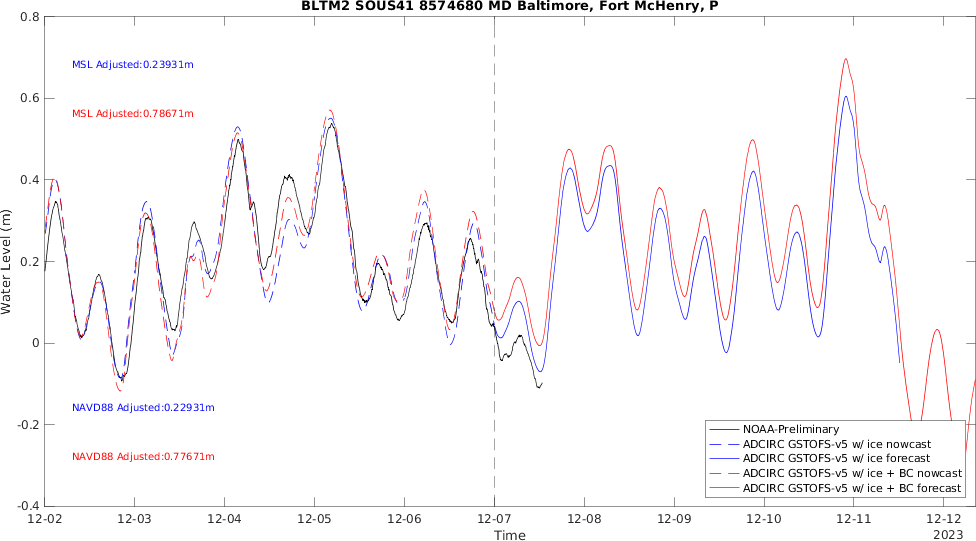 BLTM2 SOUS41 8574680 MD Baltimore, Fort McHenry, P
0.8
0.6
0.4
0.2
0
-0.2
-0.4
Water Level (m)
MSL Adjusted:0.23931m
MSL Adjusted:0.78671m
NAVD88 Adjusted:0.22931m
NAVD88 Adjusted:0.77671m
NOAA-Preliminary
ADCIRC GSTOFS-v5 w/ ice nowcast
ADCIRC GSTOFS-v5 w/ ice forecast
ADCIRC GSTOFS-v5 w/ ice + BC nowcast
ADCIRC GSTOFS-v5 w/ ice + BC forecast
12-02 12-03 12-04 12-05 12-06 12-07 12-08 12-09 12-10 12-11 12-12
2023
Time